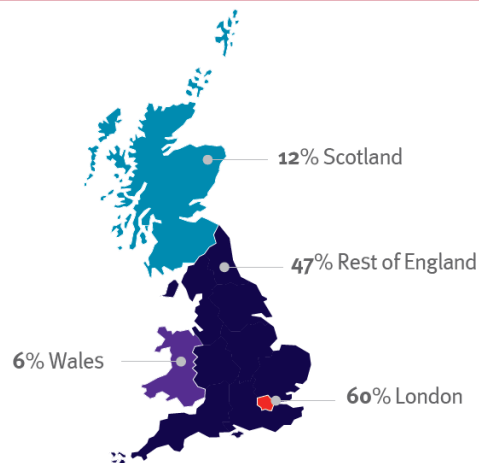 12% Scotland
47% Rest of England
6% Wales
60% London